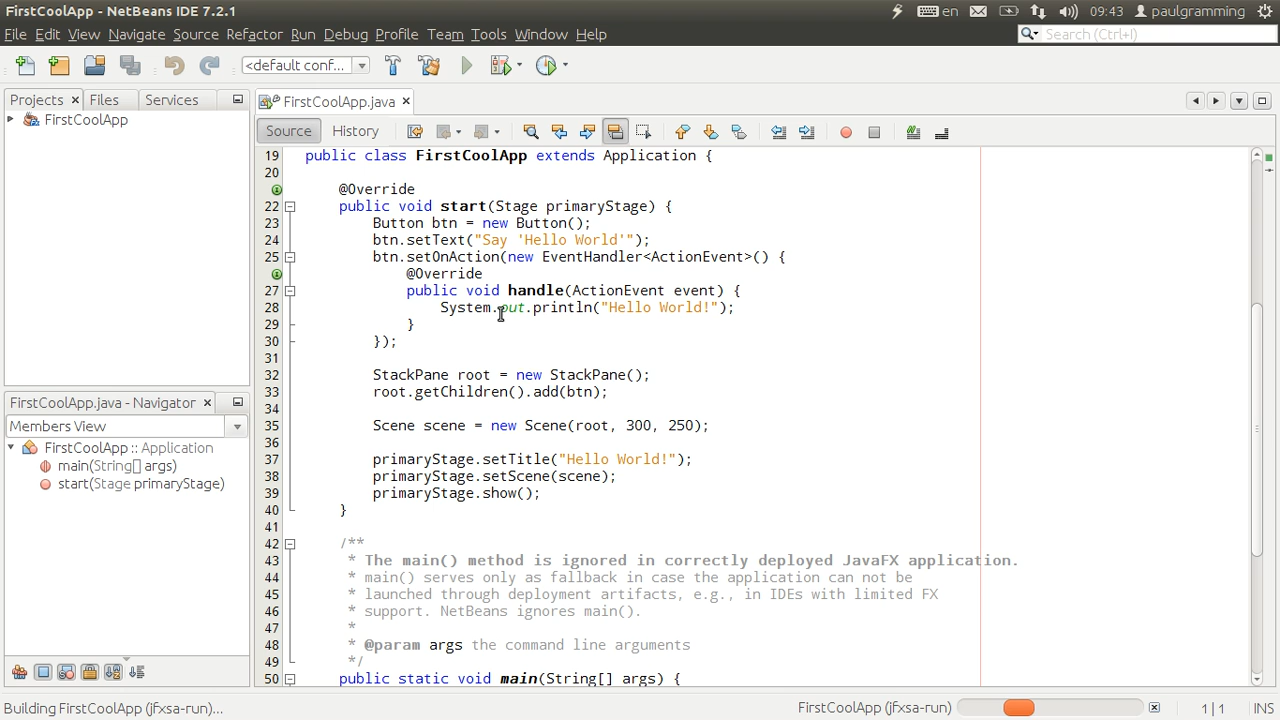 FirstCoolApp - NetBeans IDE 7.2.1
en
09:43
paulgramming
File Edit View Navigate Source Refactor Run Debug Profile Team Tools Window Help
Search (Ctrl+I)
<default conf...
Projects
Files
Services
FirstCoolApp
FirstCoolApp.java
Source
History
19 public class FirstCoolApp extends Application {
20
@Override
22 public void start(Stage primaryStage) {
23 Button btn = new Button();
24 btn.setText("Say 'Hello World'");
25 btn.setOnAction(new EventHandler<ActionEvent>() {
@Override
27 public void handle(ActionEvent event) {
28 System.out.println("Hello World!");
29 }
30 });
31
32 StackPane root = new StackPane();
33 root.getChildren().add(btn);
34
35 Scene scene = new Scene(root, 300, 250);
36
37 primaryStage.setTitle("Hello World!");
38 primaryStage.setScene(scene);
39 primaryStage.show();
40 }
41
42 /**
43 * The main() method is ignored in correctly deployed JavaFX application.
44 * main() serves only as fallback in case the application can not be
45 * launched through deployment artifacts, e.g., in IDEs with limited FX
46 * support. NetBeans ignores main().
47 *
48 * @param args the command line arguments
49 */
50 public static void main(String[] args) {
FirstCoolApp.java - Navigator
Members View
FirstCoolApp :: Application
main(String[] args)
start(Stage primaryStage)
Building FirstCoolApp (jfxsa-run)...
FirstCoolApp (jfxsa-run)
1|1
INS